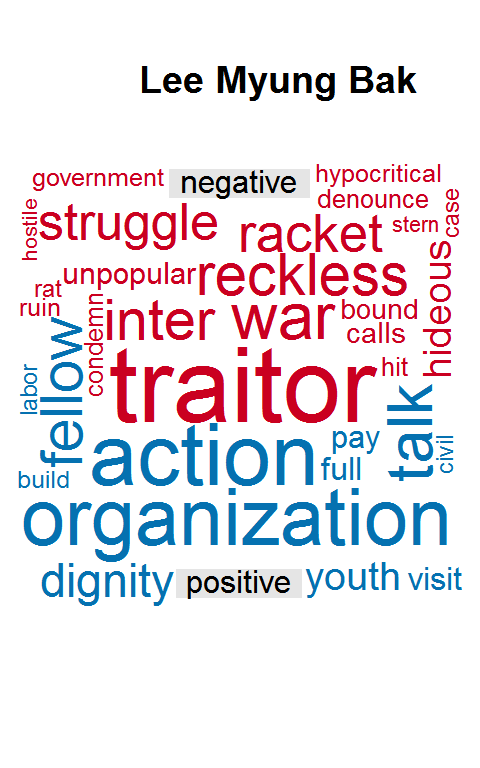 Lee Myung Bak
government
negative
hypocritical
denounce
hostile
struggle
racket
stern
case
unpopular
reckless
hideous
rat
ruin
condemn
inter
war
bound
calls
traitor
hit
labor
fellow
action
pay
full
talk
civil
build
organization
dignity
positive
youth
visit